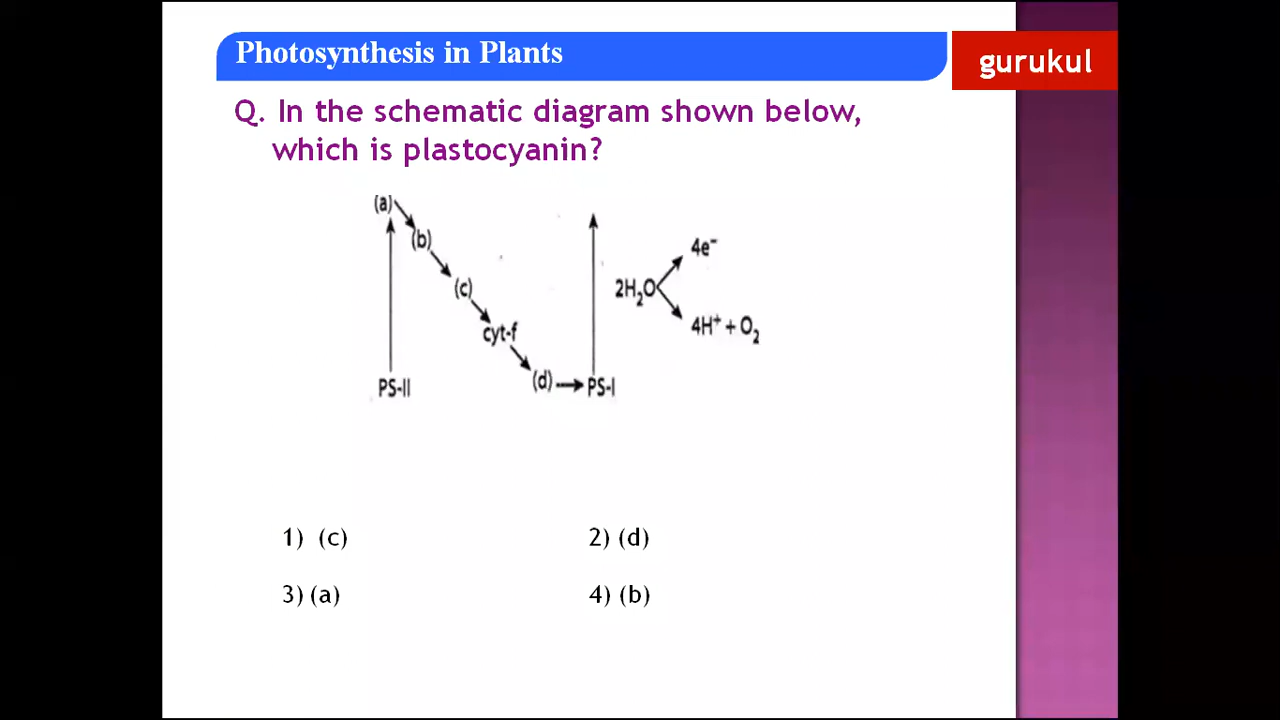 Photosynthesis in Plants
gurukul
Q. In the schematic diagram shown below,
which is plastocyanin?
(a)
(b)
(c)
cyt-f
(d)
PS-II
PS-I
2H₂O
4e⁻
4H⁺ + O₂
1) (c)
2) (d)
3) (a)
4) (b)